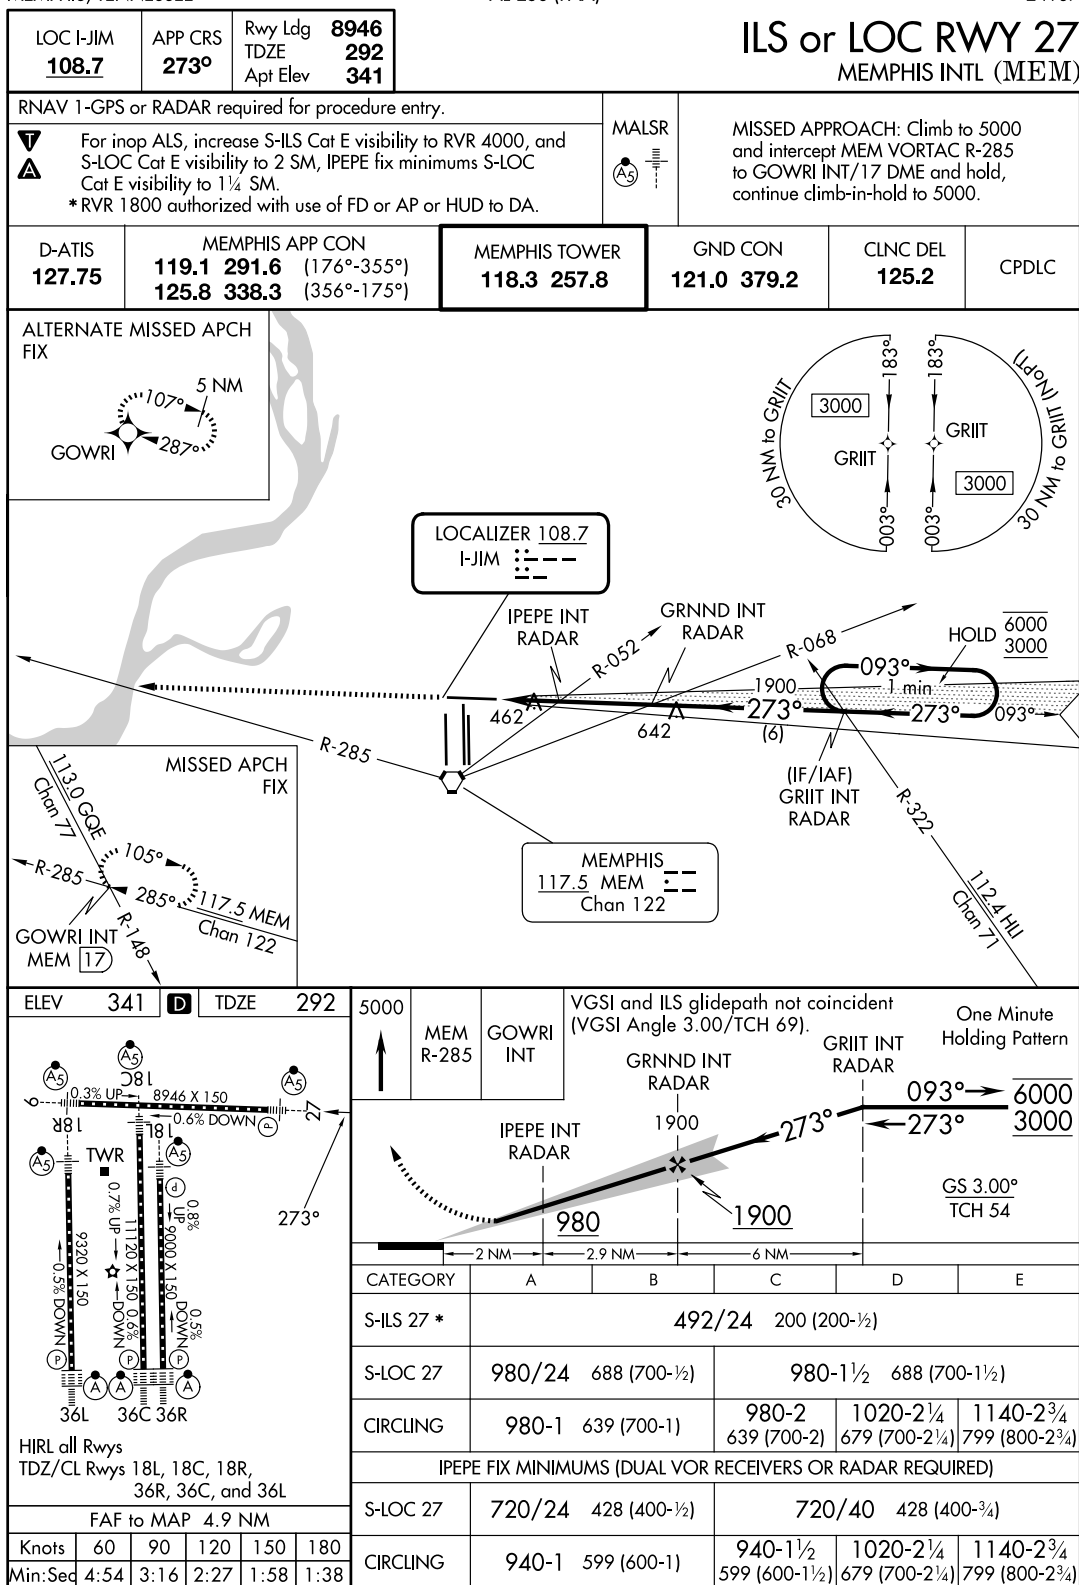 LOC I-JIM
108.7
APP CRS
273°
Rwy Ldg 8946
TDZE 292
Apt Elev 341
ILS or LOC RWY 27
MEMPHIS INTL (MEM)
RNAV 1-GPS or RADAR required for procedure entry.
T
A
For inop ALS, increase S-ILS Cat E visibility to RVR 4000, and
S-LOC Cat E visibility to 2 SM, IPEPE fix minimums S-LOC
Cat E visibility to 1¼ SM.
* RVR 1800 authorized with use of FD or AP or HUD to DA.
MALSR
A5
MISSED APPROACH: Climb to 5000
and intercept MEM VORTAC R-285
to GOWRI INT/17 DME and hold,
continue climb-in-hold to 5000.
D-ATIS
127.75
MEMPHIS APP CON
119.1 291.6 (176°-355°)
125.8 338.3 (356°-175°)
MEMPHIS TOWER
118.3 257.8
GND CON
121.0 379.2
CLNC DEL
125.2
CPDLC
ALTERNATE MISSED APCH
FIX
5 NM
107°
287°
GOWRI
30 NM to GRIIT
183°
3000
GRIIT
003°
183°
GRIIT
3000
003°
30 NM to GRIIT (NoPT)
LOCALIZER 108.7
I-JIM
IPEPE INT
RADAR
GRNND INT
RADAR
R-052
R-068
HOLD
6000
3000
093°
1 min
1900
273°
(6)
273°
093°
462
642
(IF/IAF)
GRIIT INT
RADAR
R-322
112.4 HLI
Chan 71
R-285
MEMPHIS
117.5 MEM
Chan 122
MISSED APCH
FIX
113.0 GQE
Chan 77
105°
R-285
285°
117.5 MEM
Chan 122
GOWRI INT
MEM 17
R-148
ELEV 341 D TDZE 292
A5
A5
A5
18C
9
0.3% UP
8946 X 150
0.6% DOWN
P
27
18R
18L
A5
TWR
A5
P
273°
9320 X 150
0.5% DOWN
0.7% UP
11120 X 150
0.6% DOWN
9000 X 150
0.8% UP
0.5% DOWN
P
P
P
A
A
A
36L
36C 36R
HIRL all Rwys
TDZ/CL Rwys 18L, 18C, 18R,
36R, 36C, and 36L
FAF to MAP 4.9 NM
Knots 60 90 120 150 180
Min:Sec 4:54 3:16 2:27 1:58 1:38
5000
MEM
R-285
GOWRI
INT
VGSI and ILS glidepath not coincident
(VGSI Angle 3.00/TCH 69).
One Minute
Holding Pattern
GRIIT INT
RADAR
GRNND INT
RADAR
1900
IPEPE INT
RADAR
093°
6000
273°
3000
273°
980
1900
GS 3.00°
TCH 54
2 NM
2.9 NM
6 NM
CATEGORY A B C D E
S-ILS 27 * 492/24 200 (200-½)
S-LOC 27 980/24 688 (700-½) 980-1½ 688 (700-1½)
CIRCLING 980-1 639 (700-1) 980-2 639 (700-2) 1020-2¼ 679 (700-2¼) 1140-2¾ 799 (800-2¾)
IPEPE FIX MINIMUMS (DUAL VOR RECEIVERS OR RADAR REQUIRED)
S-LOC 27 720/24 428 (400-½) 720/40 428 (400-¾)
CIRCLING 940-1 599 (600-1) 940-1½ 599 (600-1½) 1020-2¼ 679 (700-2¼) 1140-2¾ 799 (800-2¾)